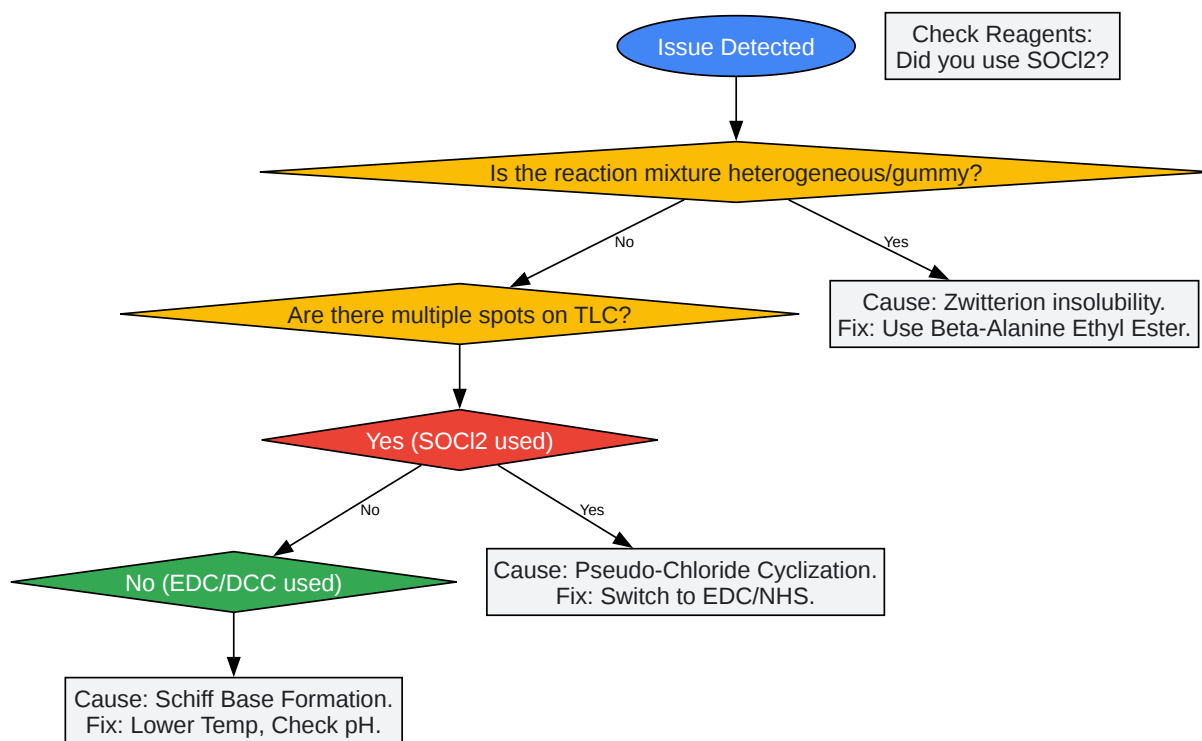 Issue Detected
Check Reagents:
Did you use SOCl2?
Is the reaction mixture heterogeneous/gummy?
No
Yes
Are there multiple spots on TLC?
Cause: Zwitterion insolubility.
Fix: Use Beta-Alanine Ethyl Ester.
Yes (SOCl2 used)
No
Yes
No (EDC/DCC used)
Cause: Pseudo-Chloride Cyclization.
Fix: Switch to EDC/NHS.
Cause: Schiff Base Formation.
Fix: Lower Temp, Check pH.